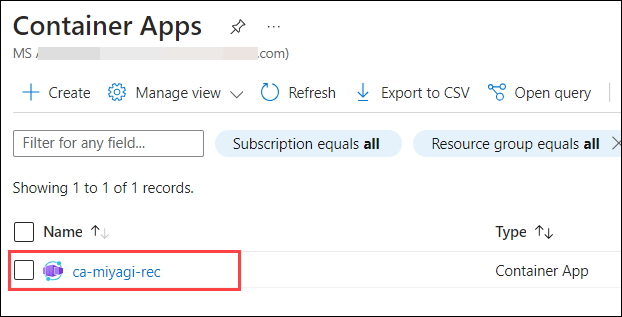 Container Apps ...
MS .com)
Create Manage view Refresh Export to CSV Open query
Filter for any field... Subscription equals all Resource group equals all
Showing 1 to 1 of 1 records.
Name Type
ca-miyagi-rec Container App